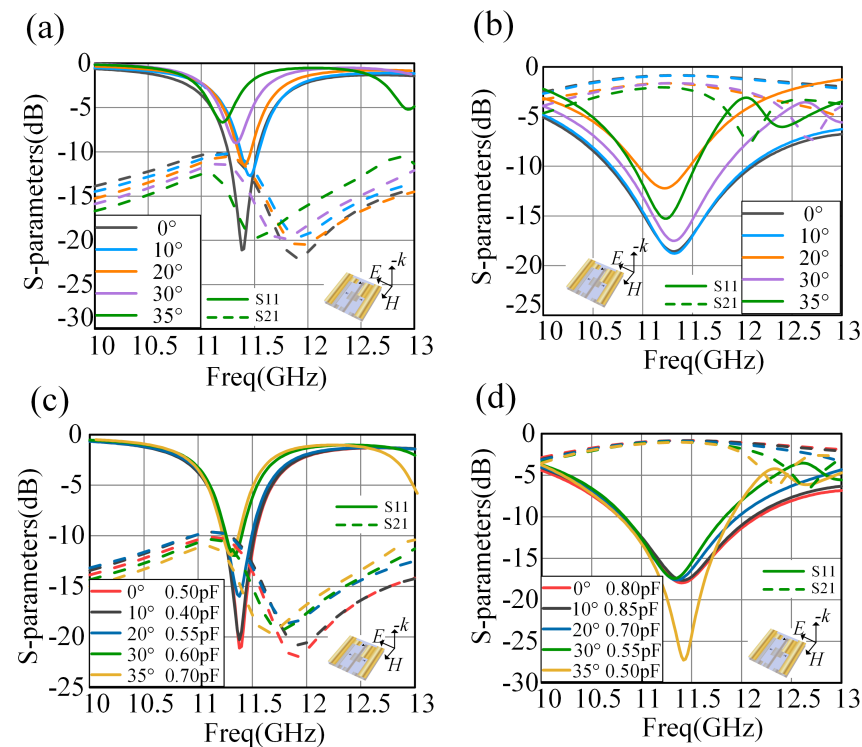 (a)
S-parameters(dB)
0
-5
-10
-15
-20
-25
-31
0°
10°
20°
30°
35°
S11
S21
E
-k
H
10
10.5
11
11.5
12
12.5
13
Freq(GHz)
(b)
S-parameters(dB)
0
-5
-10
-15
-20
-25
S11
S21
E
-k
H
0°
10°
20°
30°
35°
10
10.5
11
11.5
12
12.5
13
Freq(GHz)
(c)
S-parameters(dB)
0
-5
-10
-15
-20
-25
S11
S21
0° 0.50pF
10° 0.40pF
20° 0.55pF
30° 0.60pF
35° 0.70pF
E
-k
H
10
10.5
11
11.5
12
12.5
13
Freq(GHz)
(d)
S-parameters(dB)
0
-5
-10
-15
-20
-25
-30
0° 0.80pF
10° 0.85pF
20° 0.70pF
30° 0.55pF
35° 0.50pF
S11
S21
E
-k
H
10
10.5
11
11.5
12
12.5
13
Freq(GHz)